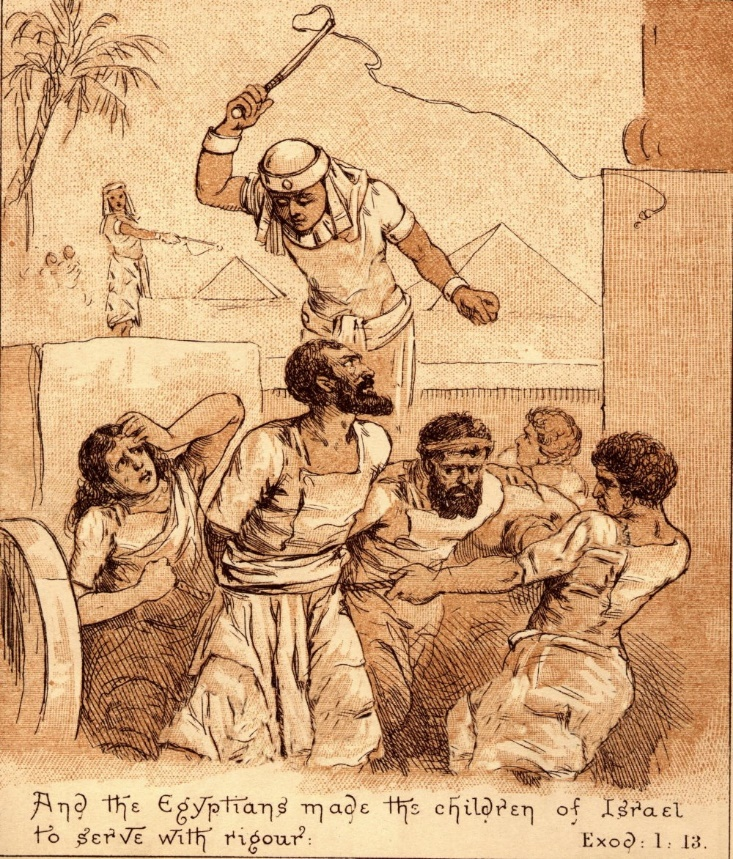 And the Egyptians made the children of Israel
to serve with rigour:
Exod: 1: 13.